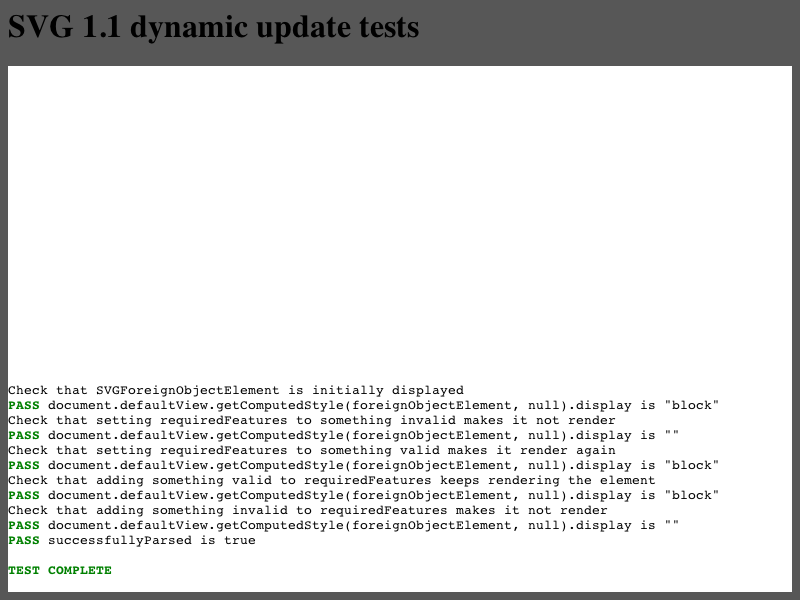 SVG 1.1 dynamic update tests
Check that SVGForeignObjectElement is initially displayed
PASS document.defaultView.getComputedStyle(foreignObjectElement, null).display is "block"
Check that setting requiredFeatures to something invalid makes it not render
PASS document.defaultView.getComputedStyle(foreignObjectElement, null).display is ""
Check that setting requiredFeatures to something valid makes it render again
PASS document.defaultView.getComputedStyle(foreignObjectElement, null).display is "block"
Check that adding something valid to requiredFeatures keeps rendering the element
PASS document.defaultView.getComputedStyle(foreignObjectElement, null).display is "block"
Check that adding something invalid to requiredFeatures makes it not render
PASS document.defaultView.getComputedStyle(foreignObjectElement, null).display is ""
PASS successfullyParsed is true
TEST COMPLETE